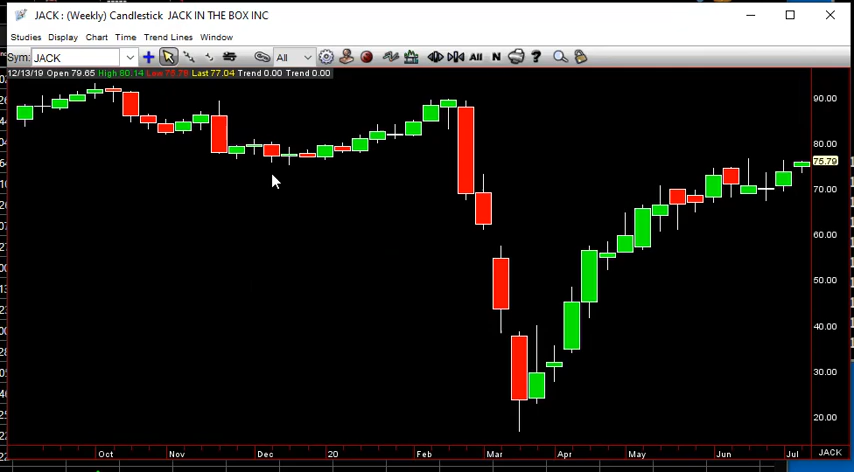 JACK : (Weekly) Candlestick JACK IN THE BOX INC
Studies Display Chart Time Trend Lines Window
Sym: JACK All All N ?
12/13/19 Open 79.65 High 80.14 Low 75.78 Last 77.04 Trend 0.00 Trend 0.00
90.00
80.00
75.79
70.00
60.00
50.00
40.00
30.00
20.00
Oct Nov Dec 20 Feb Mar Apr May Jun Jul JACK